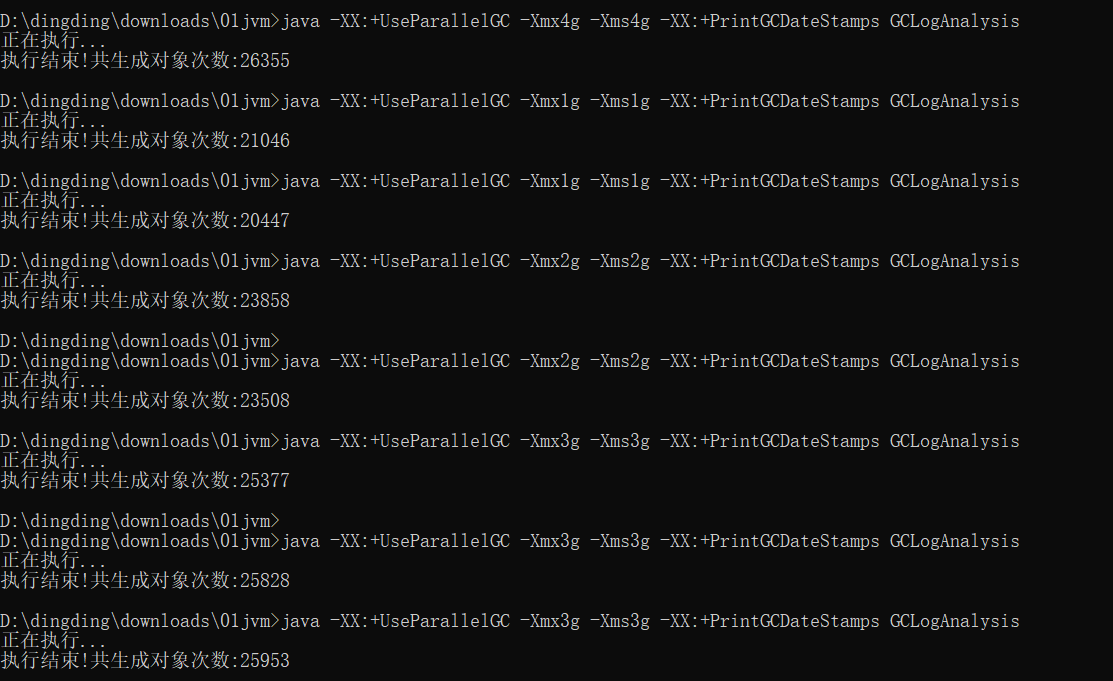 D:\dingding\downloads\01jvm>java -XX:+UseParallelGC -Xmx4g -Xms4g -XX:+PrintGCDateStamps GCLogAnalysis
正在执行...
执行结束!共生成对象次数:26355
D:\dingding\downloads\01jvm>java -XX:+UseParallelGC -Xmx1g -Xms1g -XX:+PrintGCDateStamps GCLogAnalysis
正在执行...
执行结束!共生成对象次数:21046
D:\dingding\downloads\01jvm>java -XX:+UseParallelGC -Xmx1g -Xms1g -XX:+PrintGCDateStamps GCLogAnalysis
正在执行...
执行结束!共生成对象次数:20447
D:\dingding\downloads\01jvm>java -XX:+UseParallelGC -Xmx2g -Xms2g -XX:+PrintGCDateStamps GCLogAnalysis
正在执行...
执行结束!共生成对象次数:23858
D:\dingding\downloads\01jvm>
D:\dingding\downloads\01jvm>java -XX:+UseParallelGC -Xmx2g -Xms2g -XX:+PrintGCDateStamps GCLogAnalysis
正在执行...
执行结束!共生成对象次数:23508
D:\dingding\downloads\01jvm>java -XX:+UseParallelGC -Xmx3g -Xms3g -XX:+PrintGCDateStamps GCLogAnalysis
正在执行...
执行结束!共生成对象次数:25377
D:\dingding\downloads\01jvm>
D:\dingding\downloads\01jvm>java -XX:+UseParallelGC -Xmx3g -Xms3g -XX:+PrintGCDateStamps GCLogAnalysis
正在执行...
执行结束!共生成对象次数:25828
D:\dingding\downloads\01jvm>java -XX:+UseParallelGC -Xmx3g -Xms3g -XX:+PrintGCDateStamps GCLogAnalysis
正在执行...
执行结束!共生成对象次数:25953